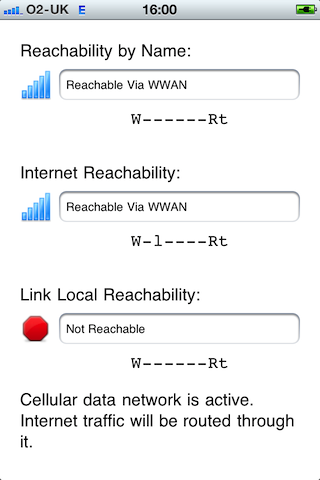 O2-UK E 16:00
Reachability by Name:
Reachable Via WWAN
W------Rt
Internet Reachability:
Reachable Via WWAN
W-l----Rt
Link Local Reachability:
Not Reachable
W------Rt
Cellular data network is active.
Internet traffic will be routed through
it.